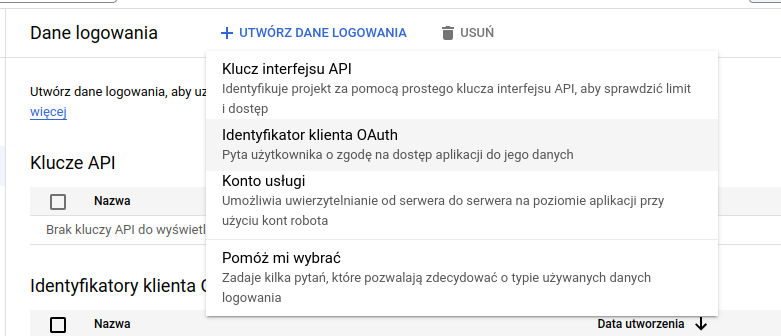 Dane logowania
UTWÓRZ DANE LOGOWANIA
USUŃ
Klucz interfejsu API
Identyfikuje projekt za pomocą prostego klucza interfejsu API, aby sprawdzić limit
i dostęp
Identyfikator klienta OAuth
Pyta użytkownika o zgodę na dostęp aplikacji do jego danych
Konto usługi
Umożliwia uwierzytelnianie od serwera do serwera na poziomie aplikacji przy
użyciu kont robota
Pomóż mi wybrać
Zadaje kilka pytań, które pozwalają zdecydować o typie używanych danych
logowania
Utwórz dane logowania, aby
więcej
Klucze API
Nazwa
Brak kluczy API do
Identyfikatory klienta
Nazwa
Data utworzenia